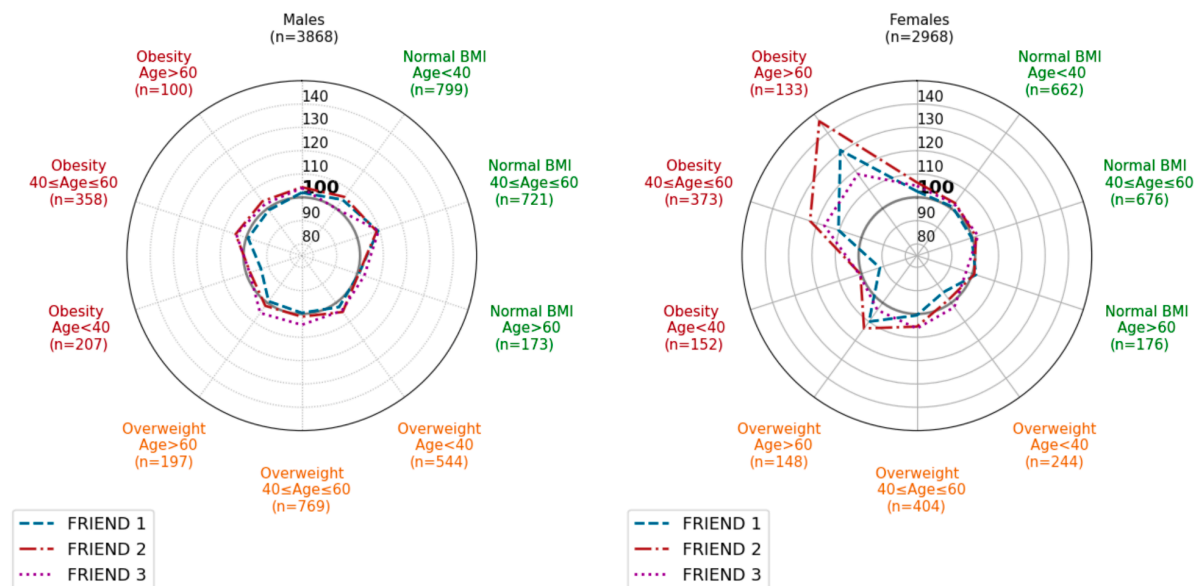 Males
(n=3868)
Obesity
Age>60
(n=100)
Normal BMI
Age<40
(n=799)
Obesity
40≤Age≤60
(n=358)
Normal BMI
40≤Age≤60
(n=721)
Obesity
Age<40
(n=207)
Normal BMI
Age>60
(n=173)
Overweight
Age>60
(n=197)
Overweight
40≤Age≤60
(n=769)
Overweight
Age<40
(n=544)
140
130
120
110
100
90
80
FRIEND 1
FRIEND 2
FRIEND 3
Females
(n=2968)
Obesity
Age>60
(n=133)
Normal BMI
Age<40
(n=662)
Obesity
40≤Age≤60
(n=373)
Normal BMI
40≤Age≤60
(n=676)
Obesity
Age<40
(n=152)
Normal BMI
Age>60
(n=176)
Overweight
Age>60
(n=148)
Overweight
40≤Age≤60
(n=404)
Overweight
Age<40
(n=244)
140
130
120
110
100
90
80
FRIEND 1
FRIEND 2
FRIEND 3